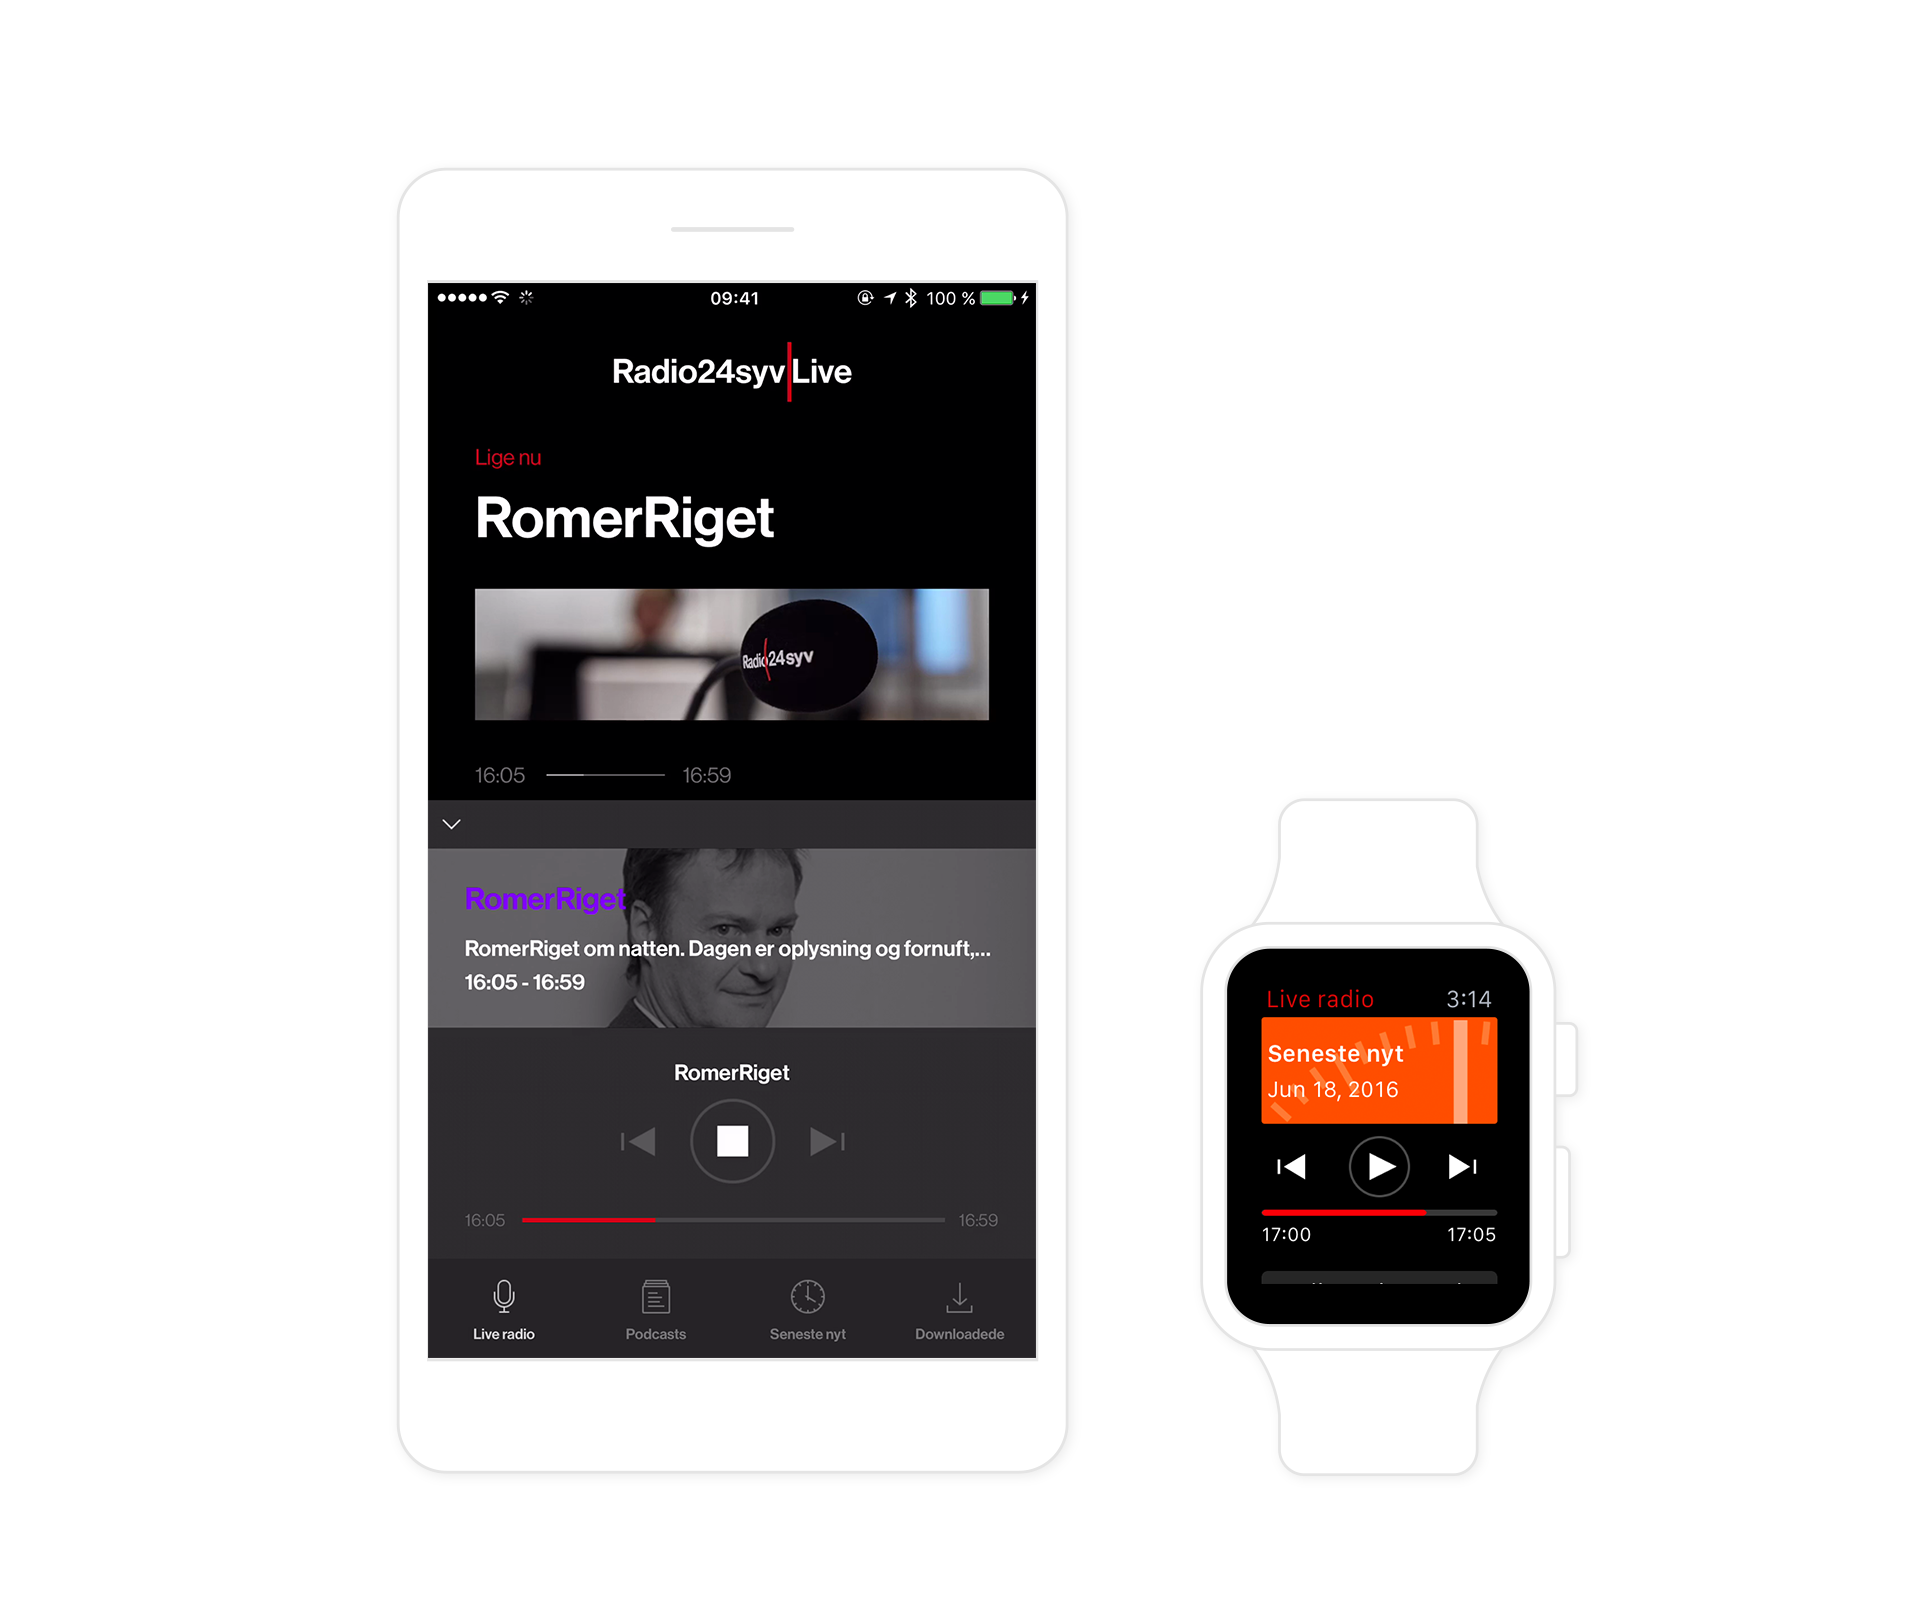 09:41
100 %
Radio24syv Live
Lige nu
RomerRiget
Radio24syv
16:05 16:59
RomerRiget
RomerRiget om natten. Dagen er oplysning og fornuft,...
16:05 - 16:59
RomerRiget
16:05 16:59
Live radio Podcasts Seneste nyt Downloadede
Live radio 3:14
Seneste nyt
Jun 18, 2016
17:00 17:05